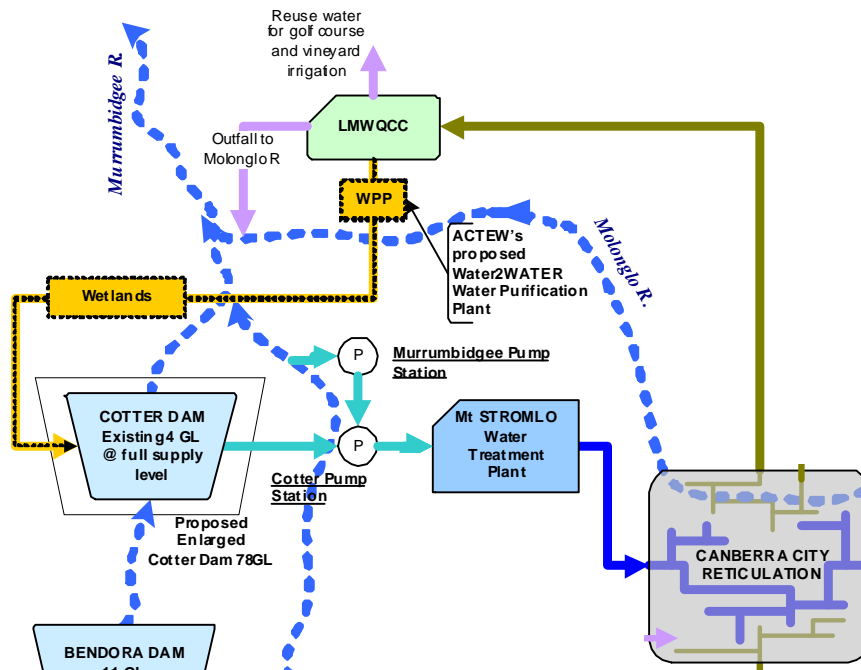 Reuse water
for golf course
and vineyard
irrigation
Murrumbidgee R.
LMWQCC
Outfall to
Molonglo R
WPP
ACTEW's
proposed
Water2WATER
Water Purification
Plant
Molonglo R.
Wetlands
P
Murrumbidgee Pump
Station
COTTER DAM
Existing 4 GL
@ full supply
level
P
Mt STROMLO
Water
Treatment
Plant
Cotter Pump
Station
Proposed
Enlarged
Cotter Dam 78GL
CANBERRA CITY
RETICULATION
BENDORA DAM